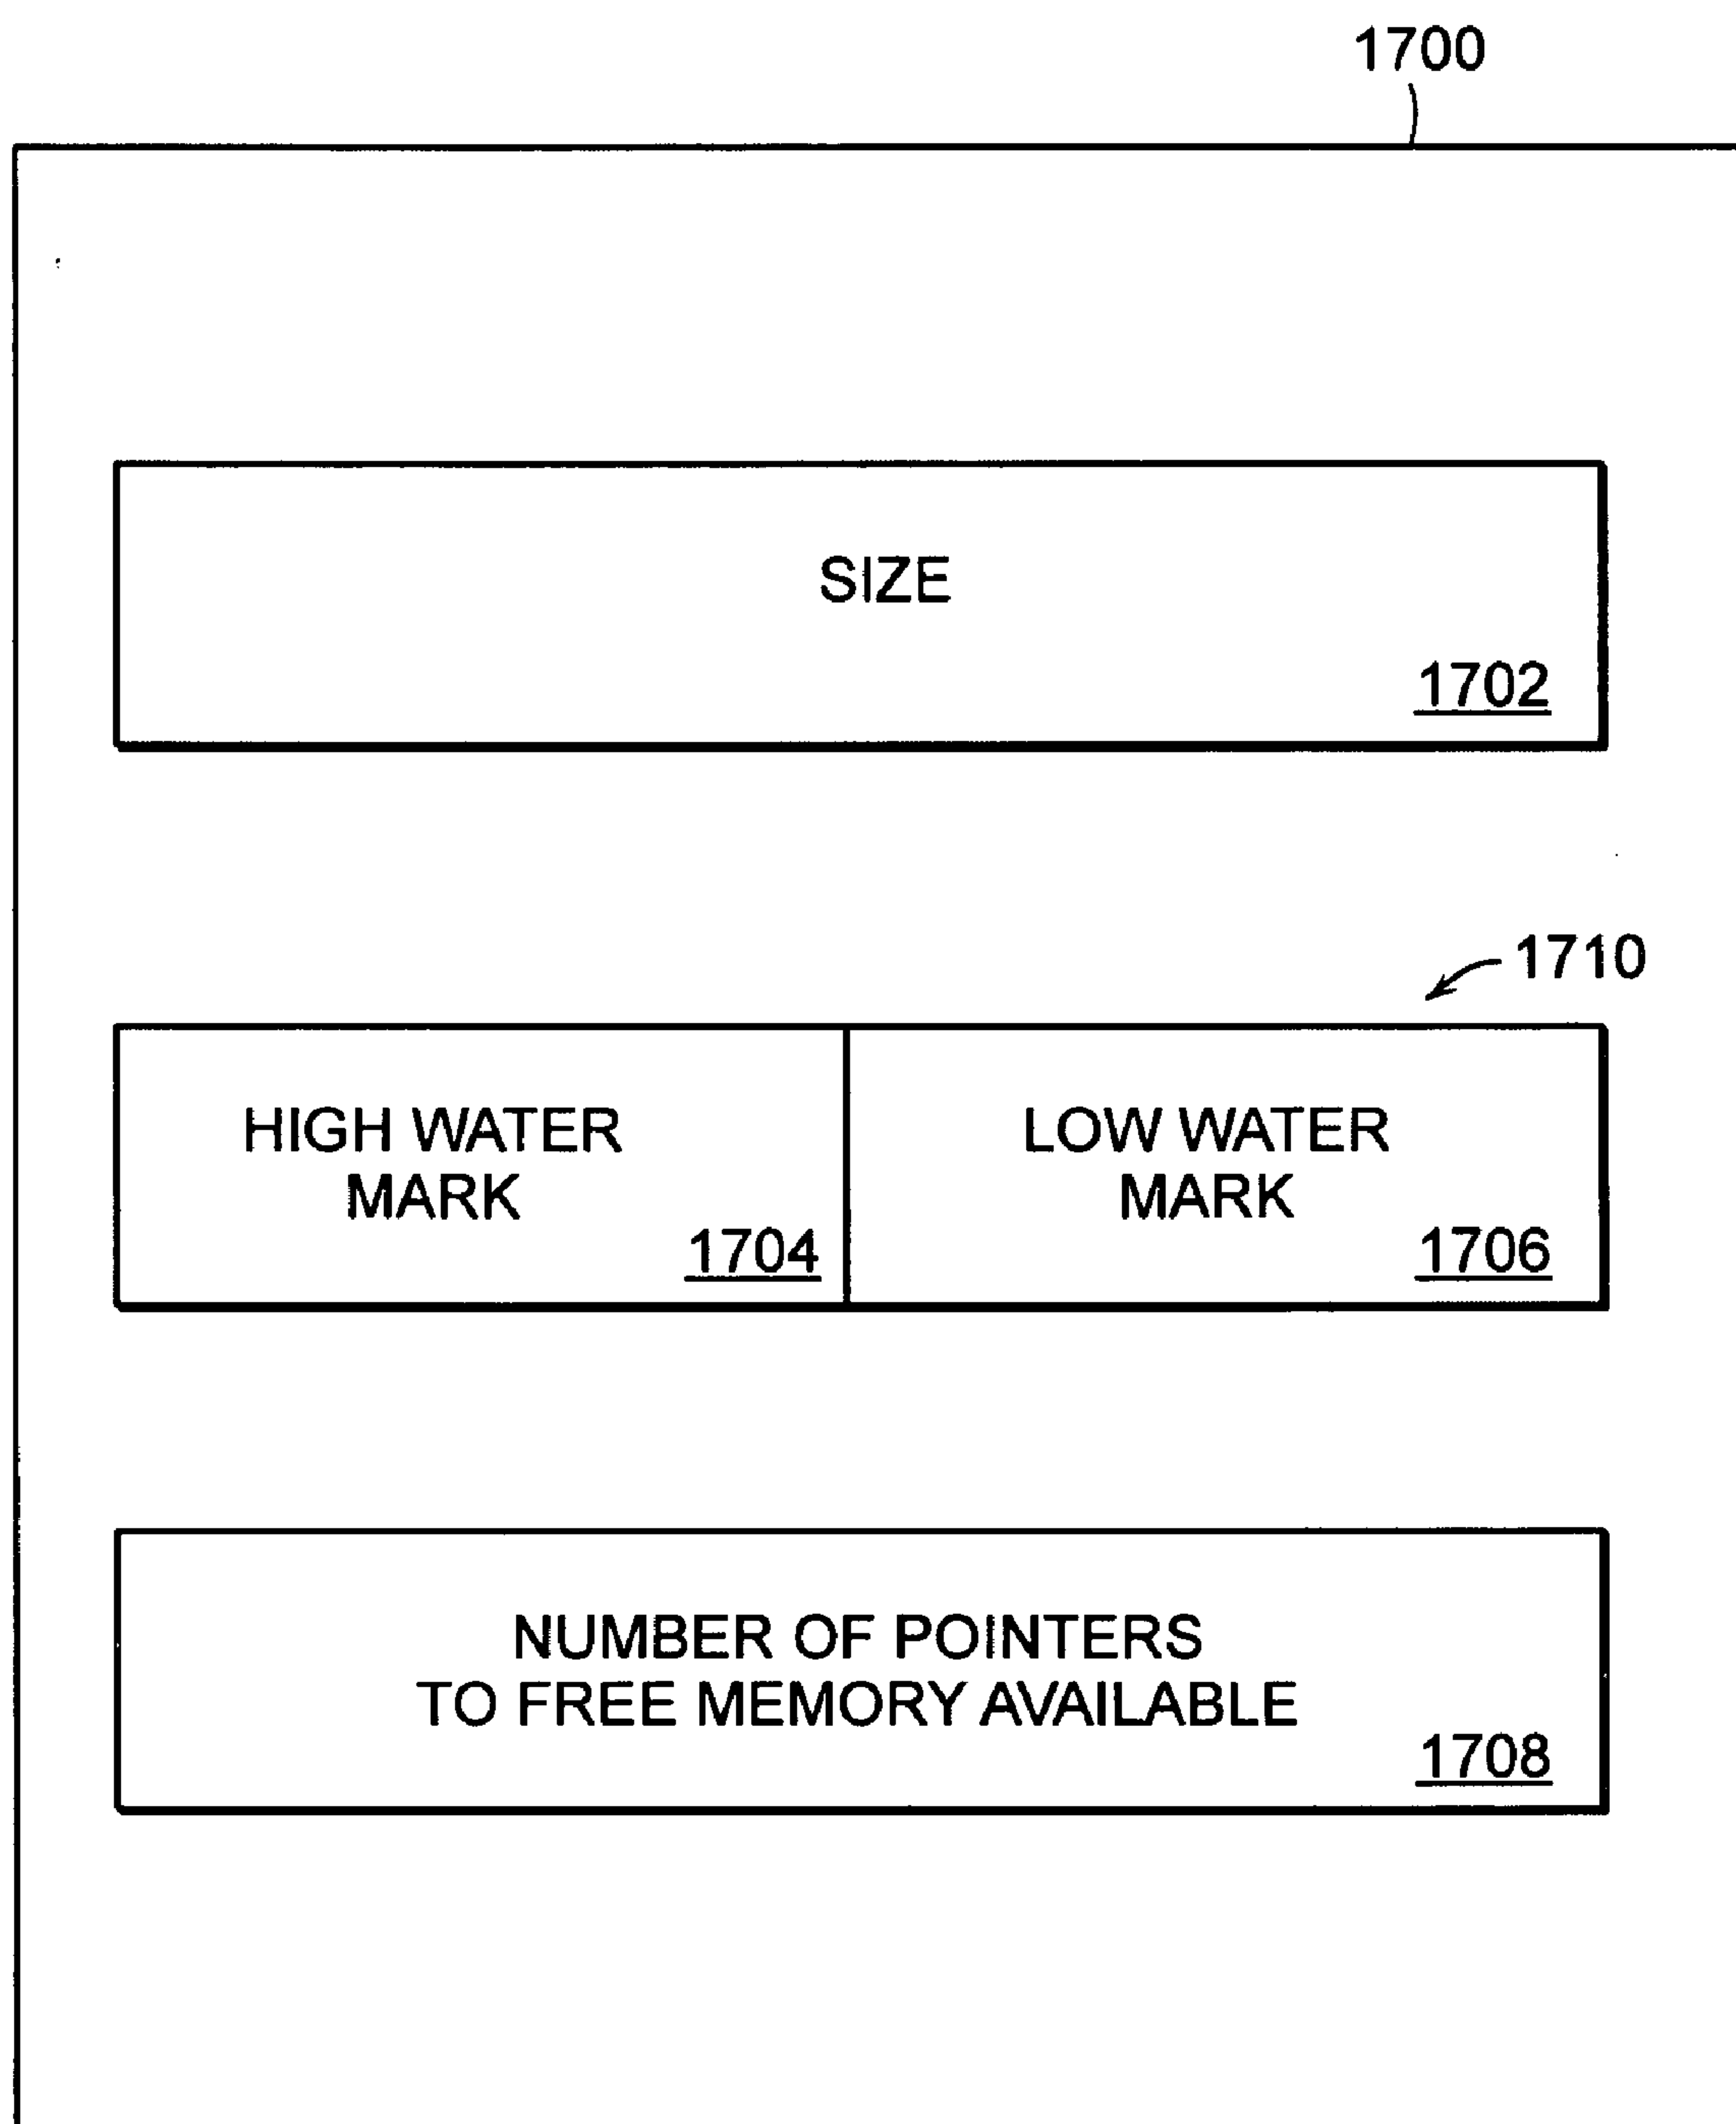 1700
SIZE
1702
1710
HIGH WATER
MARK
1704
LOW WATER
MARK
1706
NUMBER OF POINTERS
TO FREE MEMORY AVAILABLE
1708